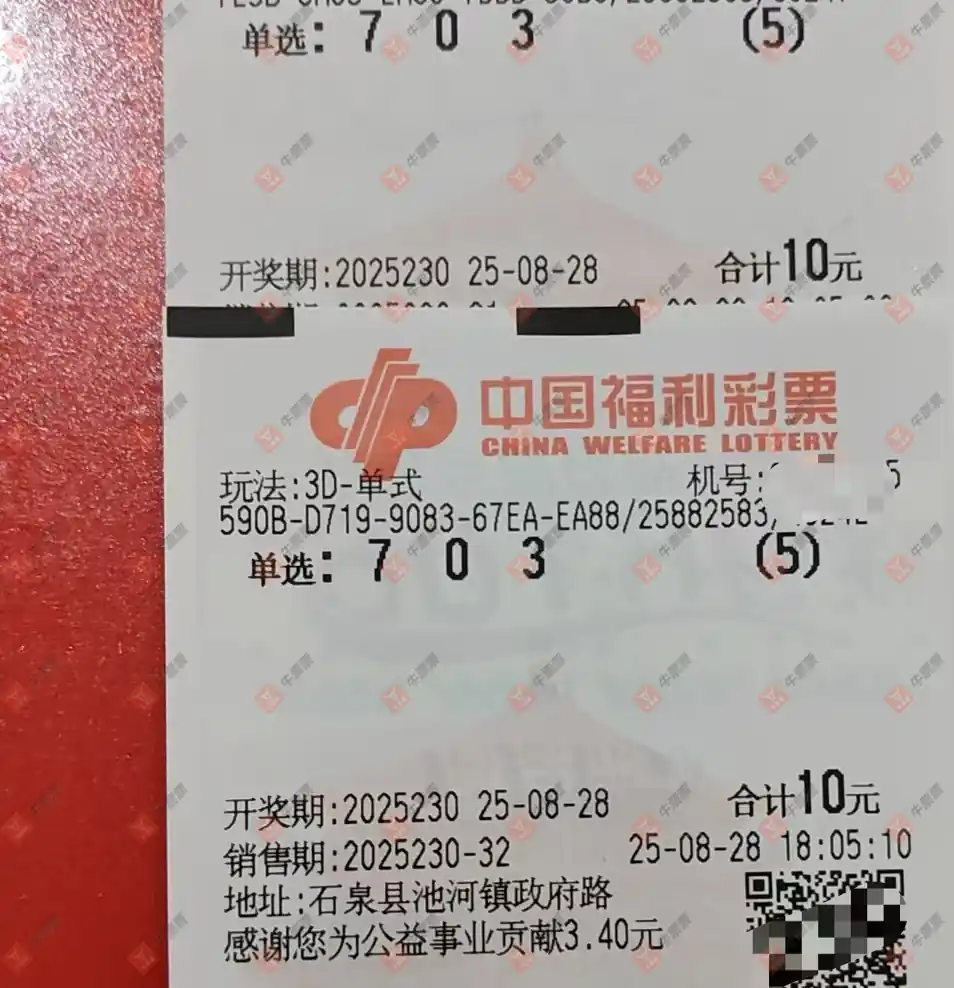 单选: 7 0 3 (5)
开奖期:2025230 25-08-28 合计10元
中国福利彩票
CHINA WELFARE LOTTERY
玩法:3D-单式 机号: 5
590B-D719-9083-67EA-EA88/25882583/
单选: 7 0 3 (5)
开奖期:2025230 25-08-28 合计10元
销售期:2025230-32 25-08-28 18:05:10
地址:石泉县池河镇政府路
感谢您为公益事业贡献3.40元
牛票票